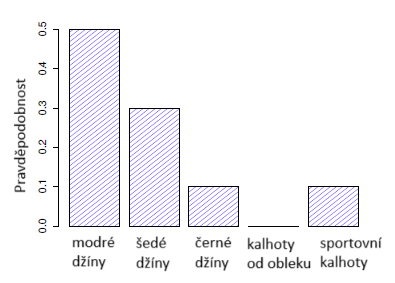 Pravděpodobnost
0.5
0.4
0.3
0.2
0.1
0.0
modré
džíny
šedé
džíny
černé
džíny
kalhoty
od obleku
sportovní
kalhoty